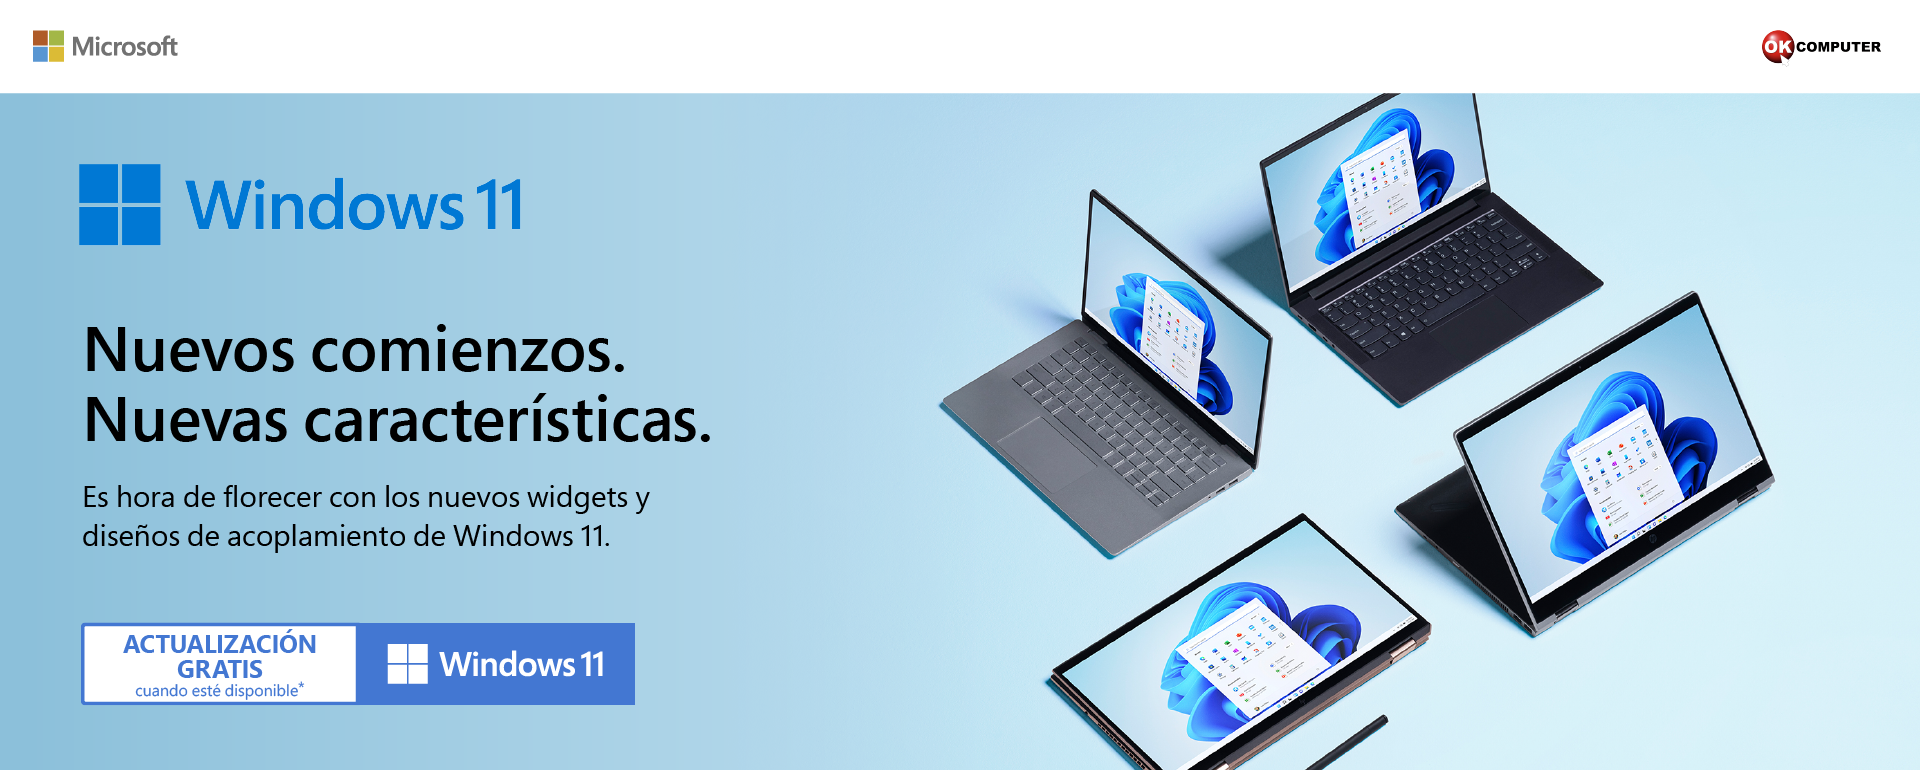 Microsoft
OK COMPUTER
Windows 11
Nuevos comienzos.
Nuevas características.
Es hora de florecer con los nuevos widgets y
diseños de acoplamiento de Windows 11.
ACTUALIZACIÓN
GRATIS
cuando esté disponible*
Windows 11